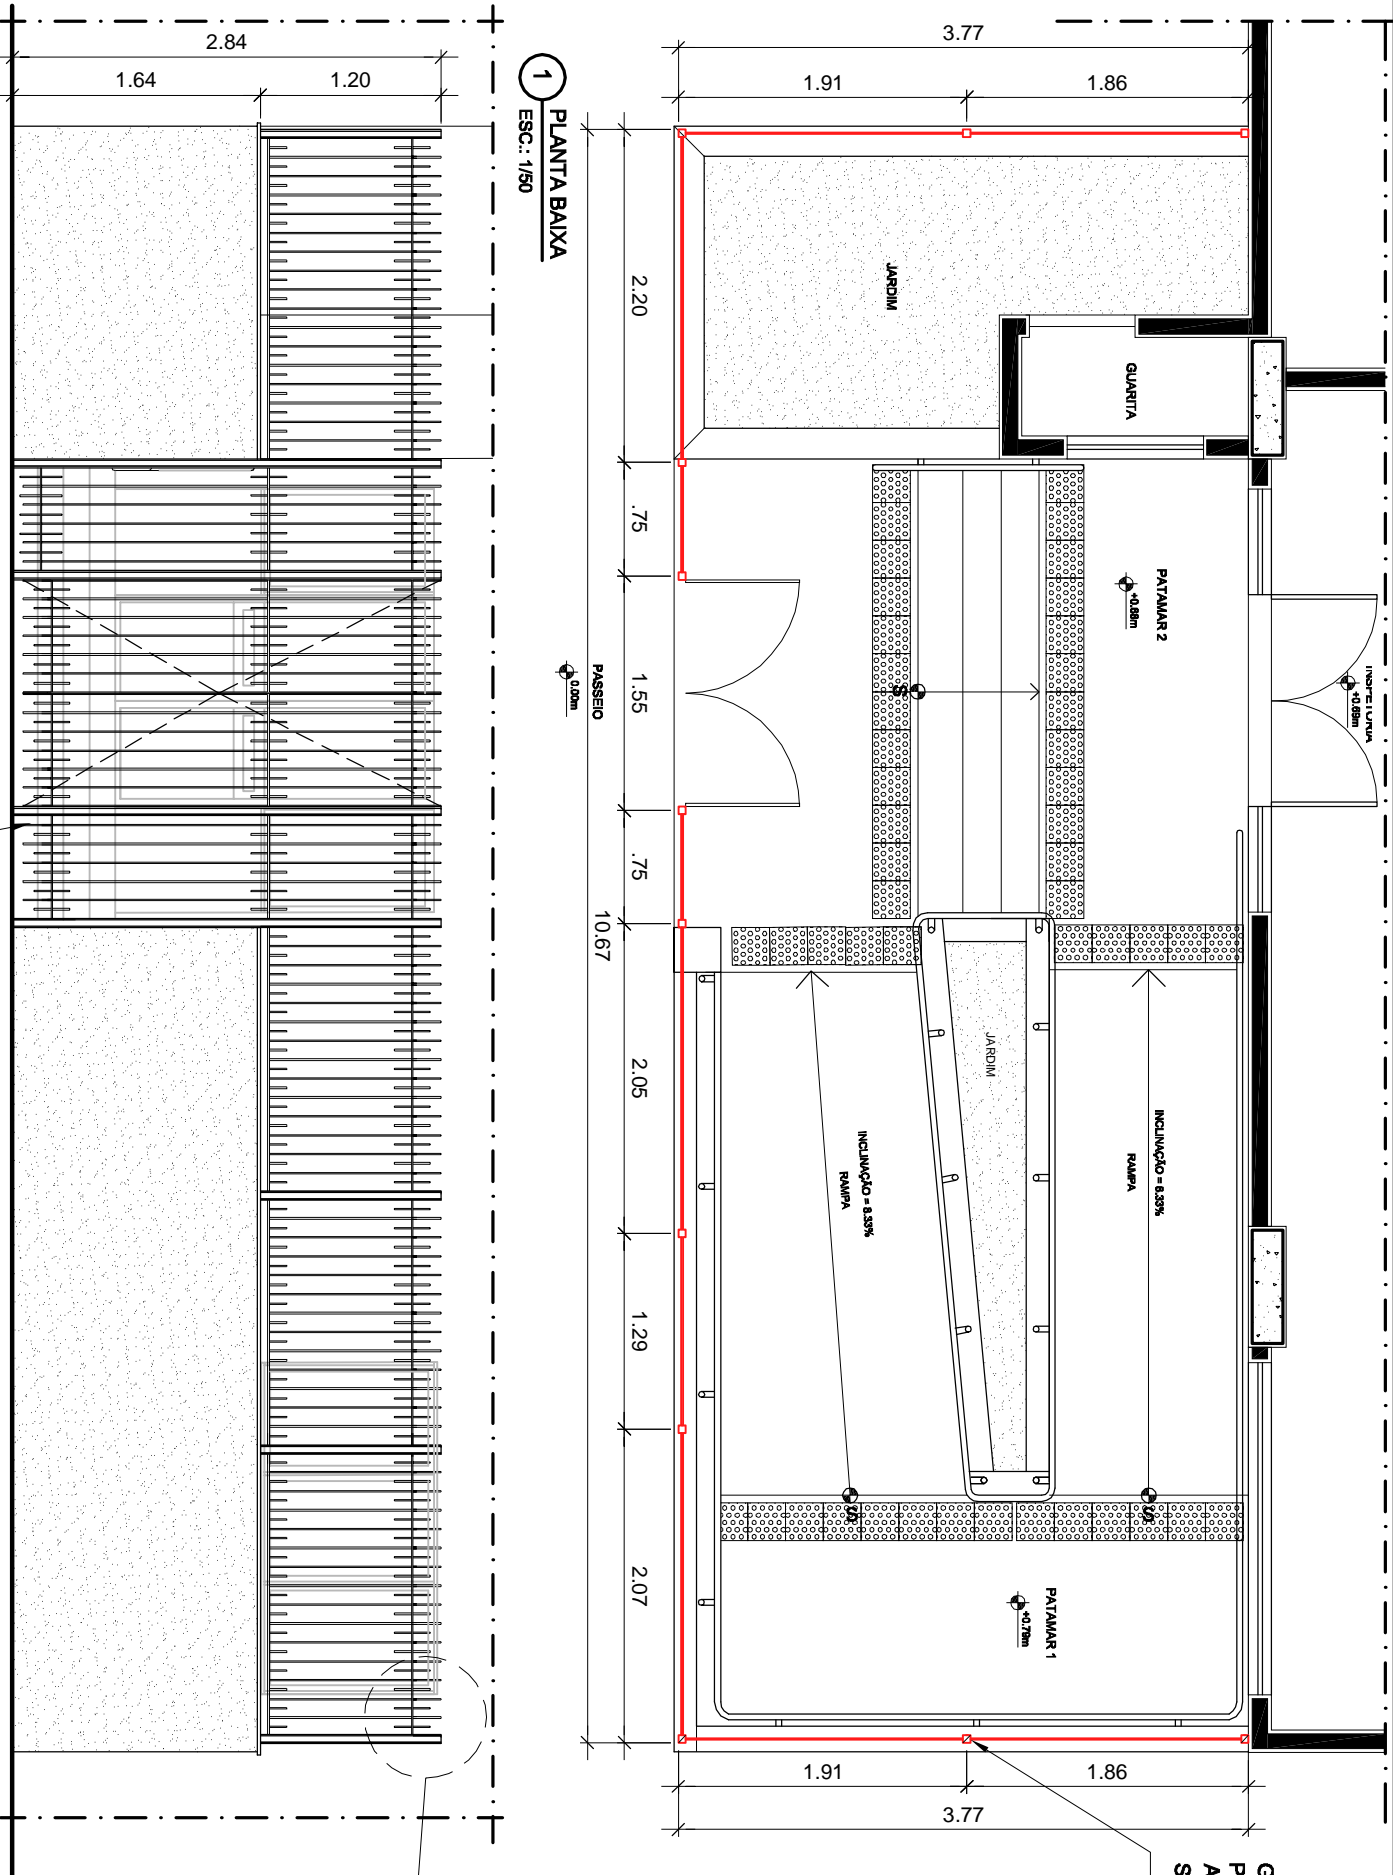 2.84
1.64
1.20
1
PLANTA BAIXA
ESC.: 1/50
3.77
1.91
1.86
JARDIM
GUARITA
2.20
.75
1.55
.75
2.05
1.29
2.07
10.67
PASSEIO
0.00m
PATAMAR 2
+0.88m
INSPETORIA
+0.89m
S
JARDIM
INCLINAÇÃO = 8.33%
RAMPA
INCLINAÇÃO = 8.33%
RAMPA
S
S
PATAMAR 1
+0.79m
1.91
1.86
3.77
G
P
A
S